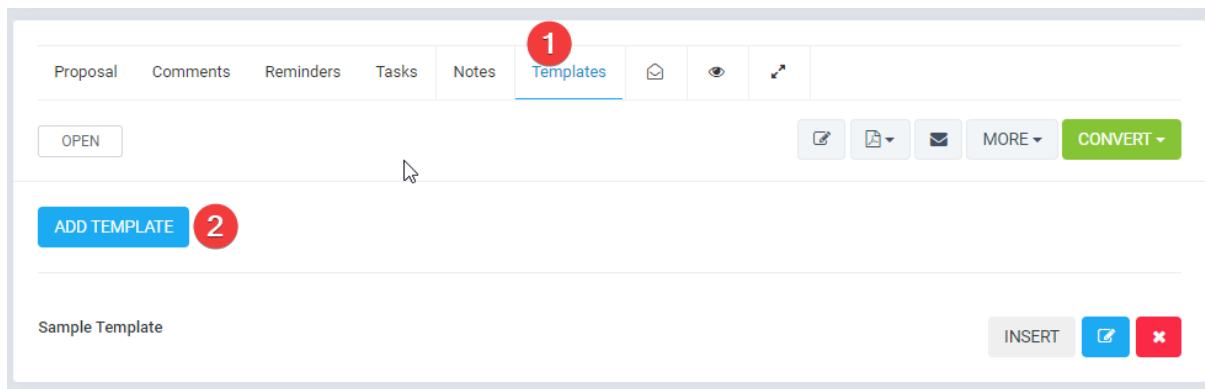 1
Proposal Comments Reminders Tasks Notes Templates
OPEN MORE CONVERT
ADD TEMPLATE 2
Sample Template INSERT